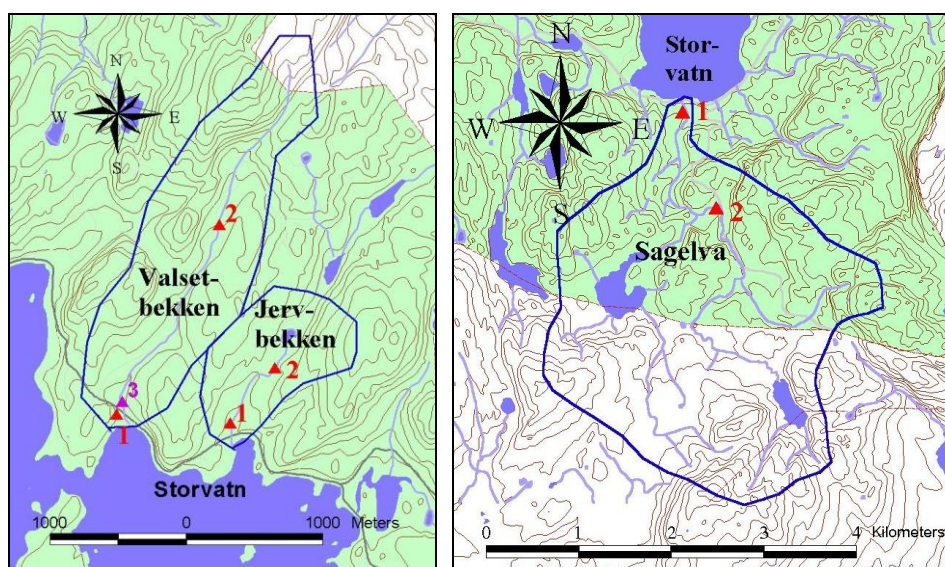 N
W E
S
2
Valset-
bekken
Jerv-
bekken
2
3
1
1
Storvatn
1000 0 1000 Meters
Stor-
vatn
N
W E
S
1
2
Sagelva
0 1 2 3 4 Kilometers